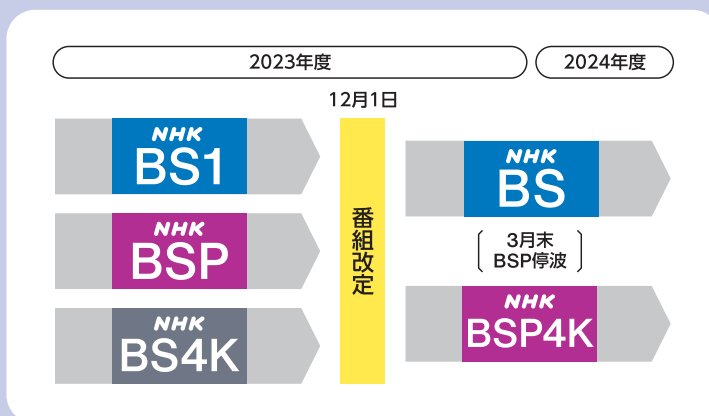 2023年度
2024年度
12月1日
NHK
BS1
NHK
BSP
NHK
BS4K
番組改定
NHK
BS
3月末
BSP停波
NHK
BSP4K